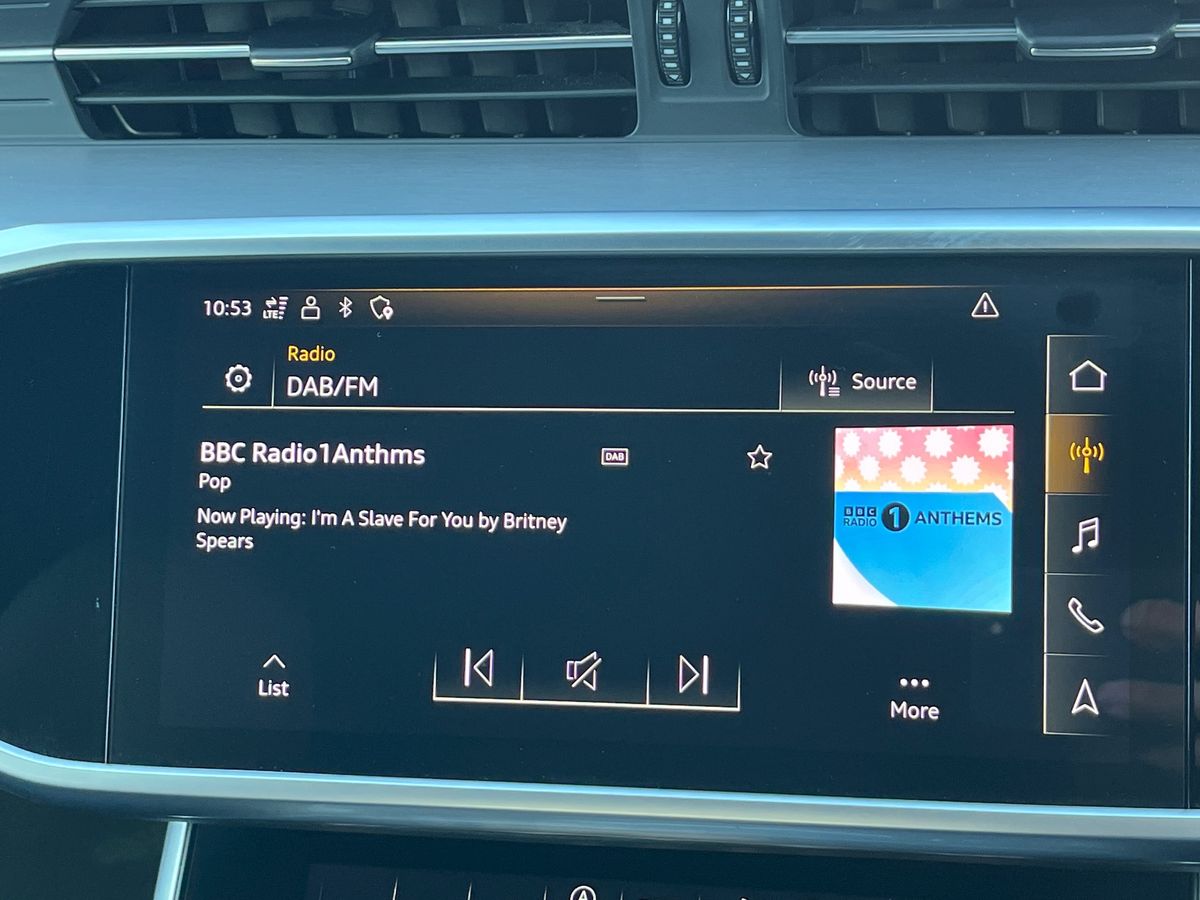 10:53 LTE
Radio
DAB/FM
Source
BBC Radio1Anthms
DAB
Pop
Now Playing: I'm A Slave For You by Britney
Spears
BBC
RADIO 1 ANTHEMS
List
More
A